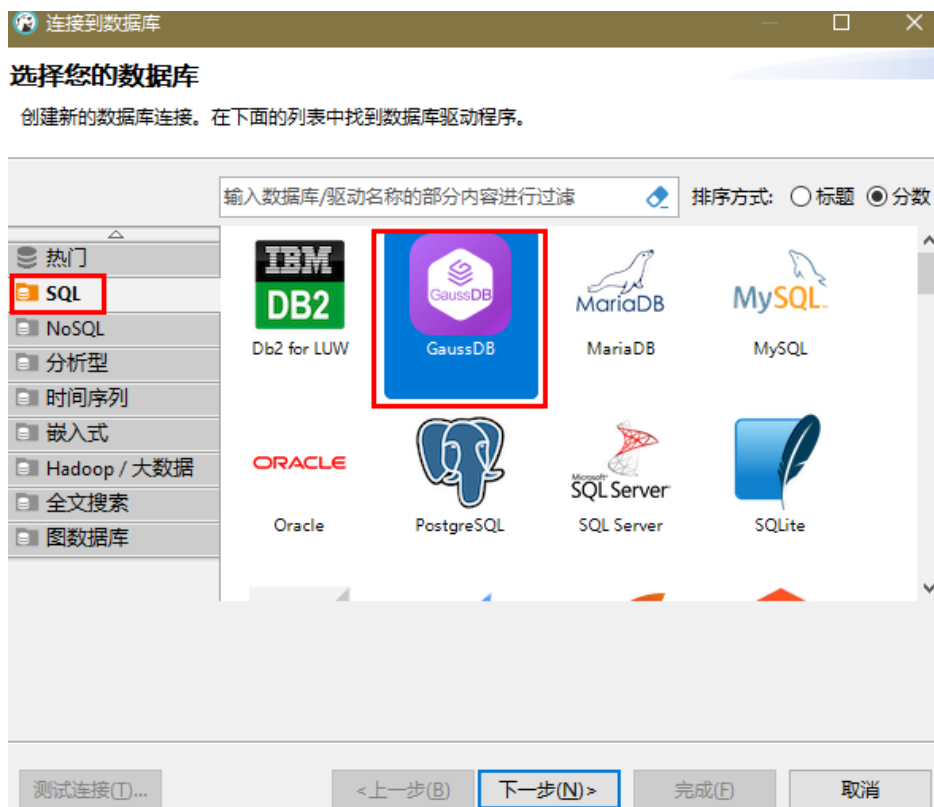 连接到数据库
选择您的数据库
创建新的数据库连接。在下面的列表中找到数据库驱动程序。
输入数据库/驱动名称的部分内容进行过滤
排序方式: 标题 分数
热门
SQL
NoSQL
分析型
时间序列
嵌入式
Hadoop / 大数据
全文搜索
图数据库
IBM
DB2
Db2 for LUW
GaussDB
GaussDB
MariaDB
MariaDB
MySQL
MySQL
ORACLE
Oracle
PostgreSQL
Microsoft
SQL Server
SQL Server
SQLite
测试连接(T)... <上一步(B) 下一步(N)> 完成(F) 取消